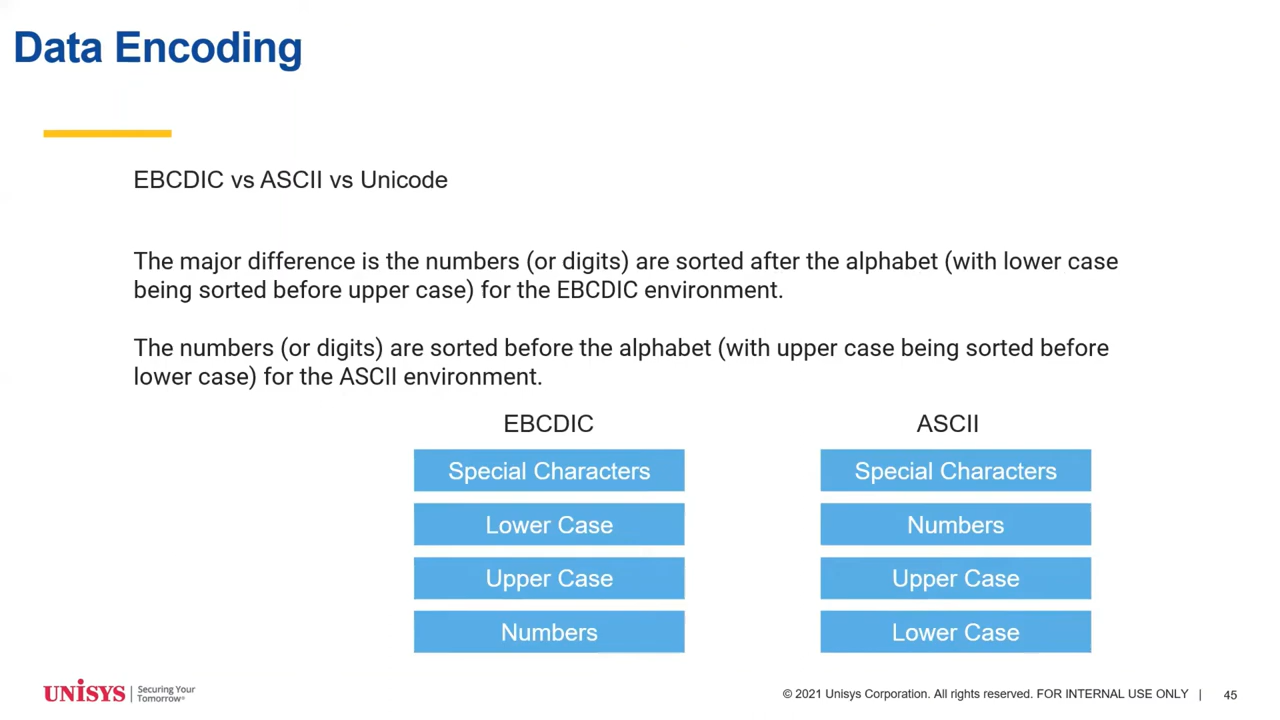 Data Encoding
EBCDIC vs ASCII vs Unicode
The major difference is the numbers (or digits) are sorted after the alphabet (with lower case
being sorted before upper case) for the EBCDIC environment.
The numbers (or digits) are sorted before the alphabet (with upper case being sorted before
lower case) for the ASCII environment.
EBCDIC
Special Characters
Lower Case
Upper Case
Numbers
ASCII
Special Characters
Numbers
Upper Case
Lower Case
UNISYS
Securing Your
Tomorrow®
© 2021 Unisys Corporation. All rights reserved. FOR INTERNAL USE ONLY | 45